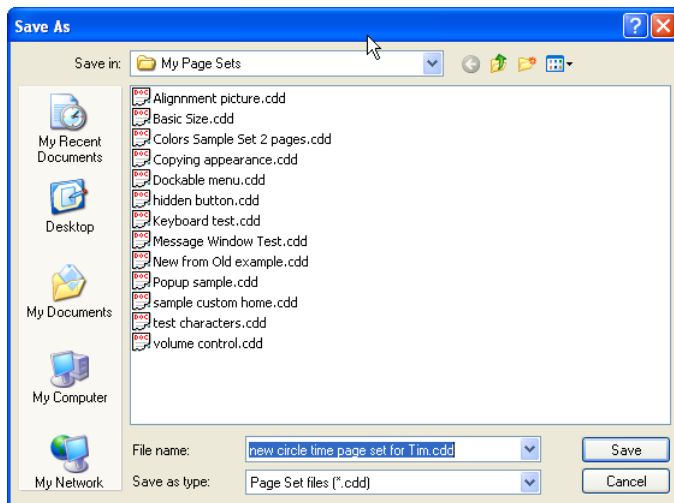 Save As
Save in:
My Page Sets
My Recent
Documents
Desktop
My Documents
My Computer
My Network
Alignnment picture.cdd
Basic Size.cdd
Colors Sample Set 2 pages.cdd
Copying appearance.cdd
Dockable menu.cdd
hidden button.cdd
Keyboard test.cdd
Message Window Test.cdd
New from Old example.cdd
Popup sample.cdd
sample custom home.cdd
test characters.cdd
volume control.cdd
File name:
new circle time page set for Tim.cdd
Save
Save as type:
Page Set files (*.cdd)
Cancel